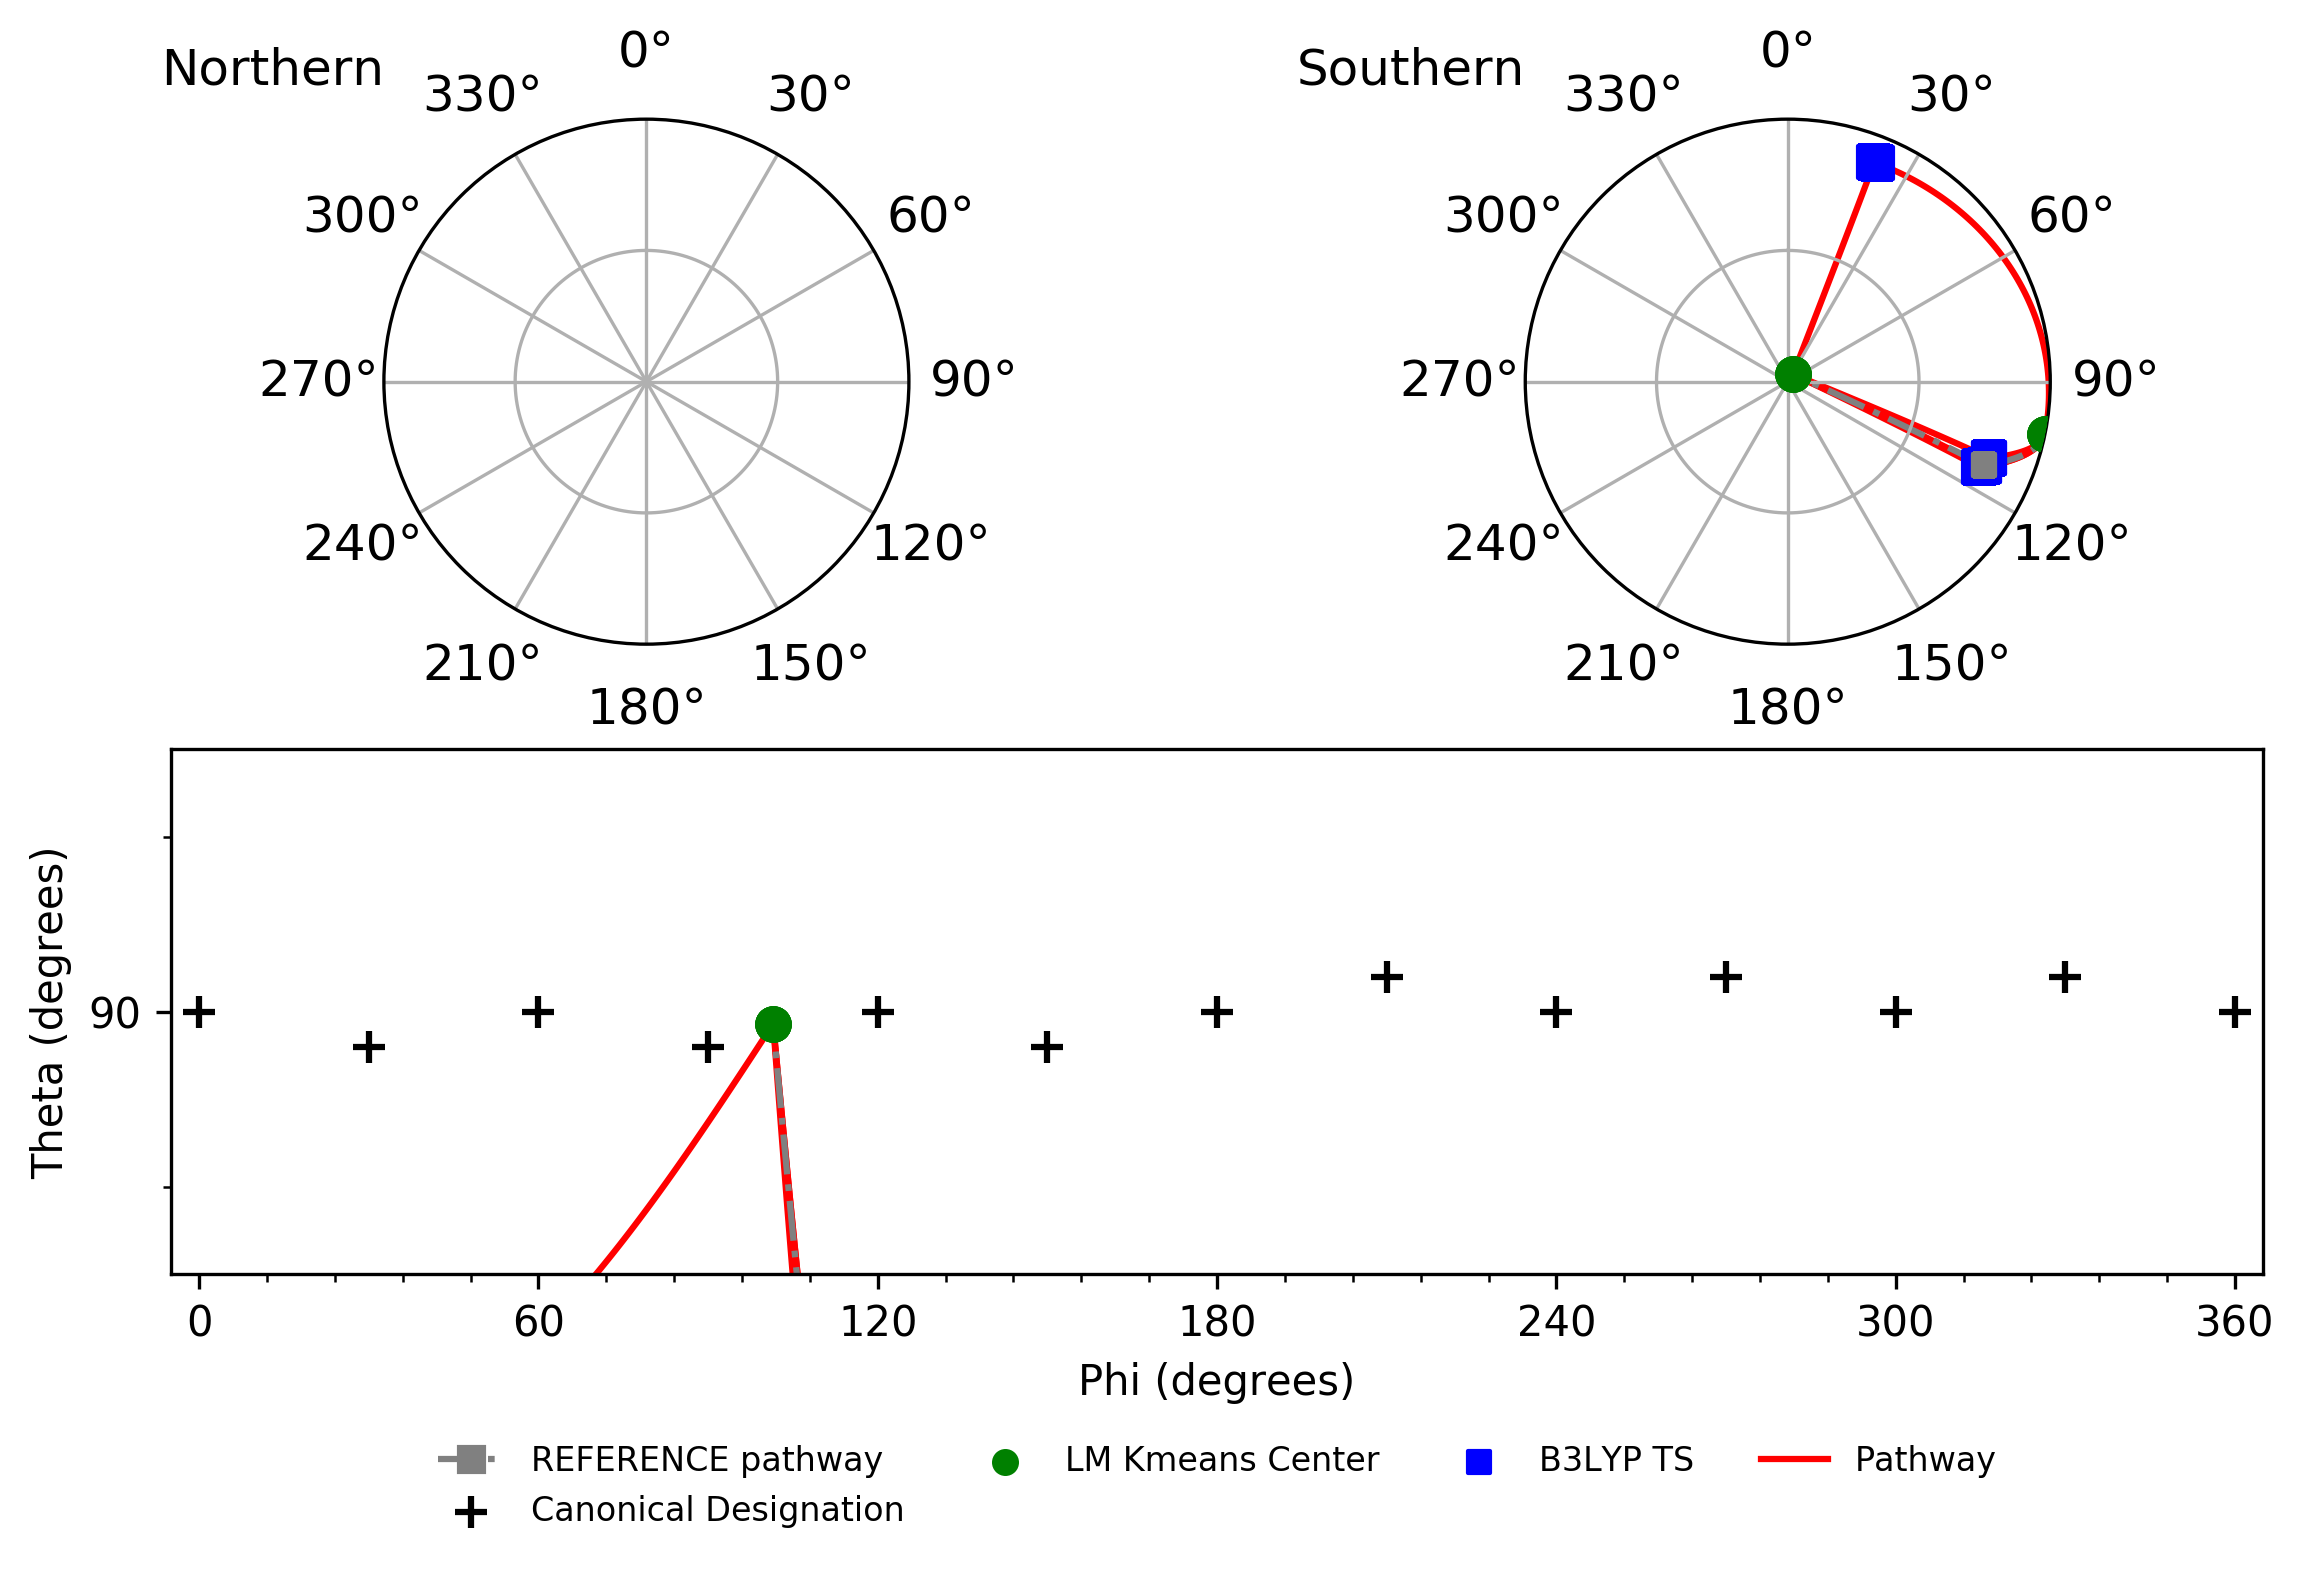 Northern
0°
330°
30°
300°
60°
270°
90°
240°
120°
210°
150°
180°
Southern
0°
330°
30°
300°
60°
270°
90°
240°
120°
210°
150°
180°
Theta (degrees)
90
0 60 120 180 240 300 360
Phi (degrees)
REFERENCE pathway
LM Kmeans Center
B3LYP TS
Pathway
Canonical Designation